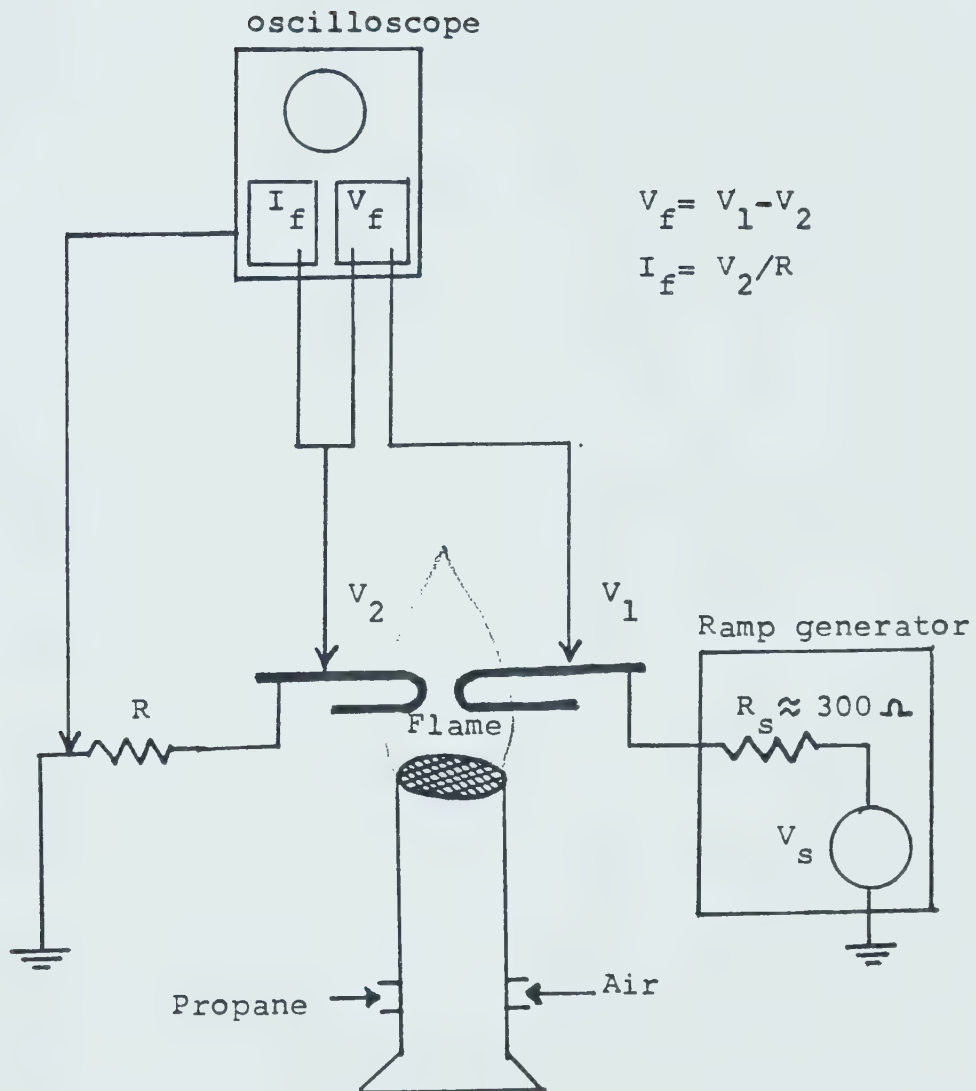 oscilloscope
I_f V_f
V_f= V_1-V_2
I_f= V_2/R
V_2
V_1
Ramp generator
R
Flame
R_s ≈ 300 Ω
V_s
Propane
Air